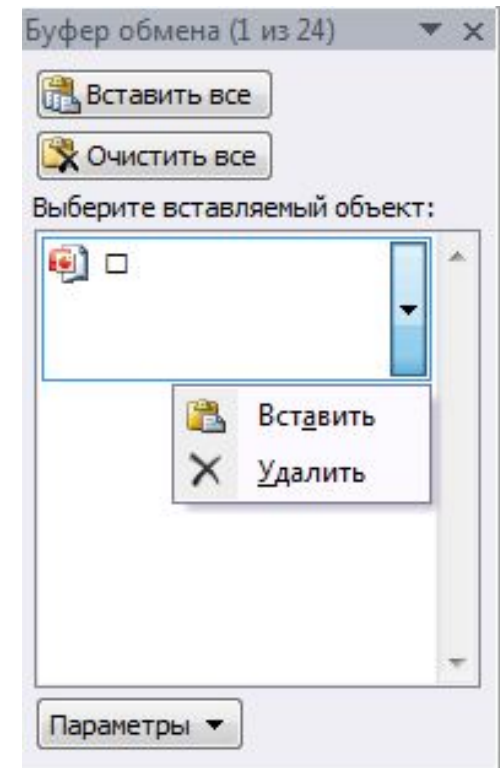 Буфер обмена (1 из 24)
Вставить все
Очистить все
Выберите вставляемый объект:
Вставить
Удалить
Параметры